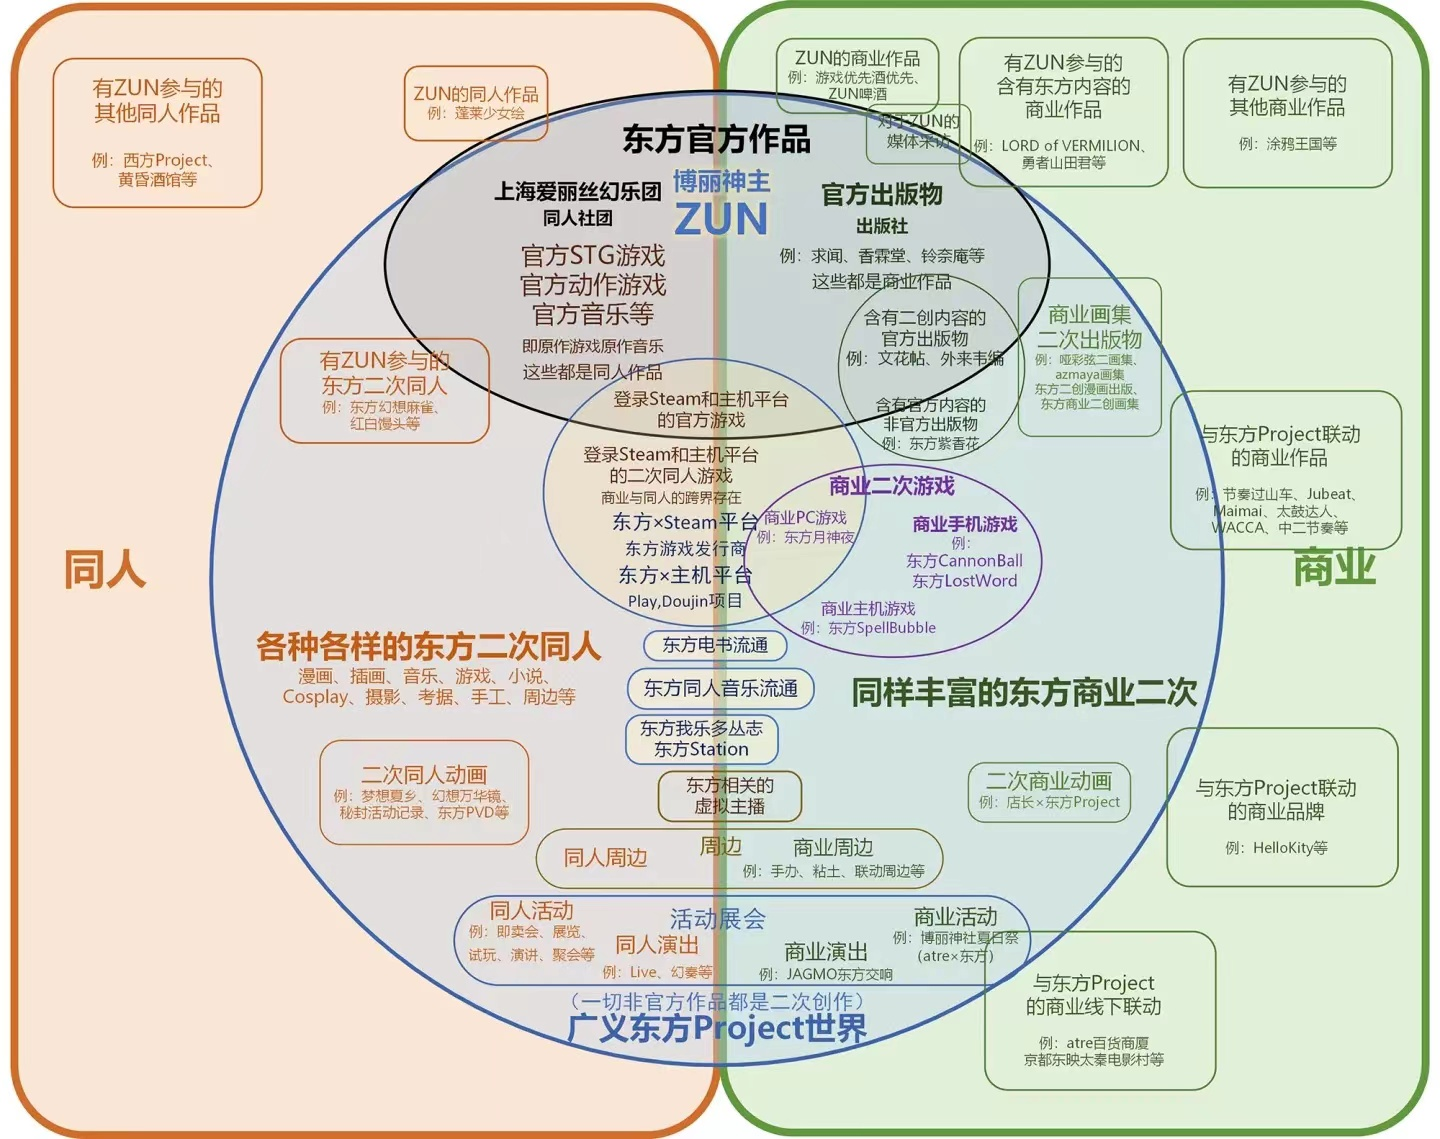 有ZUN参与的
其他同人作品
例：西方Project、
黄昏酒馆等
ZUN的同人作品
例：蓬莱少女绘
ZUN的商业作品
例：游戏优先酒优先、
ZUN啤酒
对于ZUN的
媒体采访
有ZUN参与的
含有东方内容的
商业作品
例：LORD of VERMILION、
勇者山田君等
有ZUN参与的
其他商业作品
例：涂鸦王国等
东方官方作品
博丽神主
ZUN
上海爱丽丝幻乐团
同人社团
官方STG游戏
官方动作游戏
官方音乐等
即原作游戏原作音乐
这些都是同人作品
官方出版物
出版社
例：求闻、香霖堂、铃奈庵等
这些都是商业作品
含有二创内容的
官方出版物
例：文花帖、外来韦编
含有官方内容的
非官方出版物
例：东方紫香花
商业画集
二次出版物
例：哑彩弦二画集、
azmaya画集
东方二创漫画出版、
东方商业二创画集
有ZUN参与的
东方二次同人
例：东方幻想麻雀、
红白馒头等
登录Steam和主机平台
的官方游戏
登录Steam和主机平台
的二次同人游戏
商业与同人的跨界存在
东方×Steam平台
东方游戏发行商
东方×主机平台
Play,Doujin项目
商业二次游戏
商业PC游戏
例：东方月神夜
商业手机游戏
例：
东方CannonBall
东方LostWord
商业主机游戏
例：东方SpellBubble
与东方Project联动
的商业作品
例：节奏过山车、Jubeat、
Maimai、太鼓达人、
WACCA、中二节奏等
同人
商业
各种各样的东方二次同人
漫画、插画、音乐、游戏、小说、
Cosplay、摄影、考据、手工、周边等
东方电书流通
东方同人音乐流通
东方我乐多丛志
东方Station
东方相关的
虚拟主播
同样丰富的东方商业二次
二次同人动画
例：梦想夏乡、幻想万华镜、
秘封活动记录、东方PVD等
二次商业动画
例：店长×东方Project
与东方Project联动
的商业品牌
例：HelloKity等
同人周边
周边
商业周边
例：手办、粘土、联动周边等
同人活动
例：即卖会、展览、
试玩、演讲、聚会等
活动展会
同人演出
例：Live、幻奏等
商业演出
例：JAGMO东方交响
商业活动
例：博丽神社夏日祭
(atre×东方)
与东方Project
的商业线下联动
例：atre百货商厦
京都东映太秦电影村等
（一切非官方作品都是二次创作）
广义东方Project世界